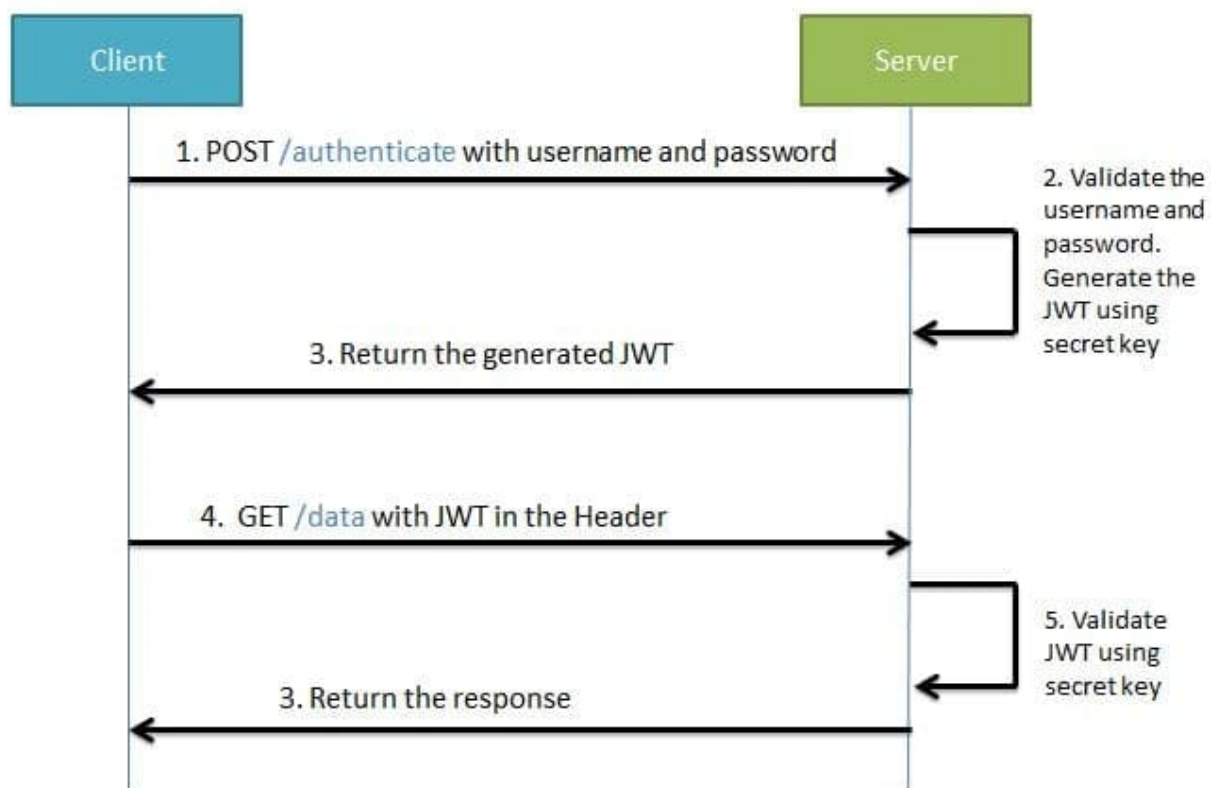 Client
Server
1. POST /authenticate with username and password
2. Validate the
username and
password.
Generate the
JWT using
secret key
3. Return the generated JWT
4. GET /data with JWT in the Header
5. Validate
JWT using
secret key
3. Return the response